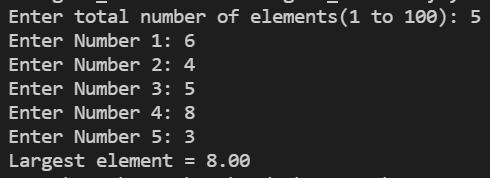 Enter total number of elements(1 to 100): 5
Enter Number 1: 6
Enter Number 2: 4
Enter Number 3: 5
Enter Number 4: 8
Enter Number 5: 3
Largest element = 8.00